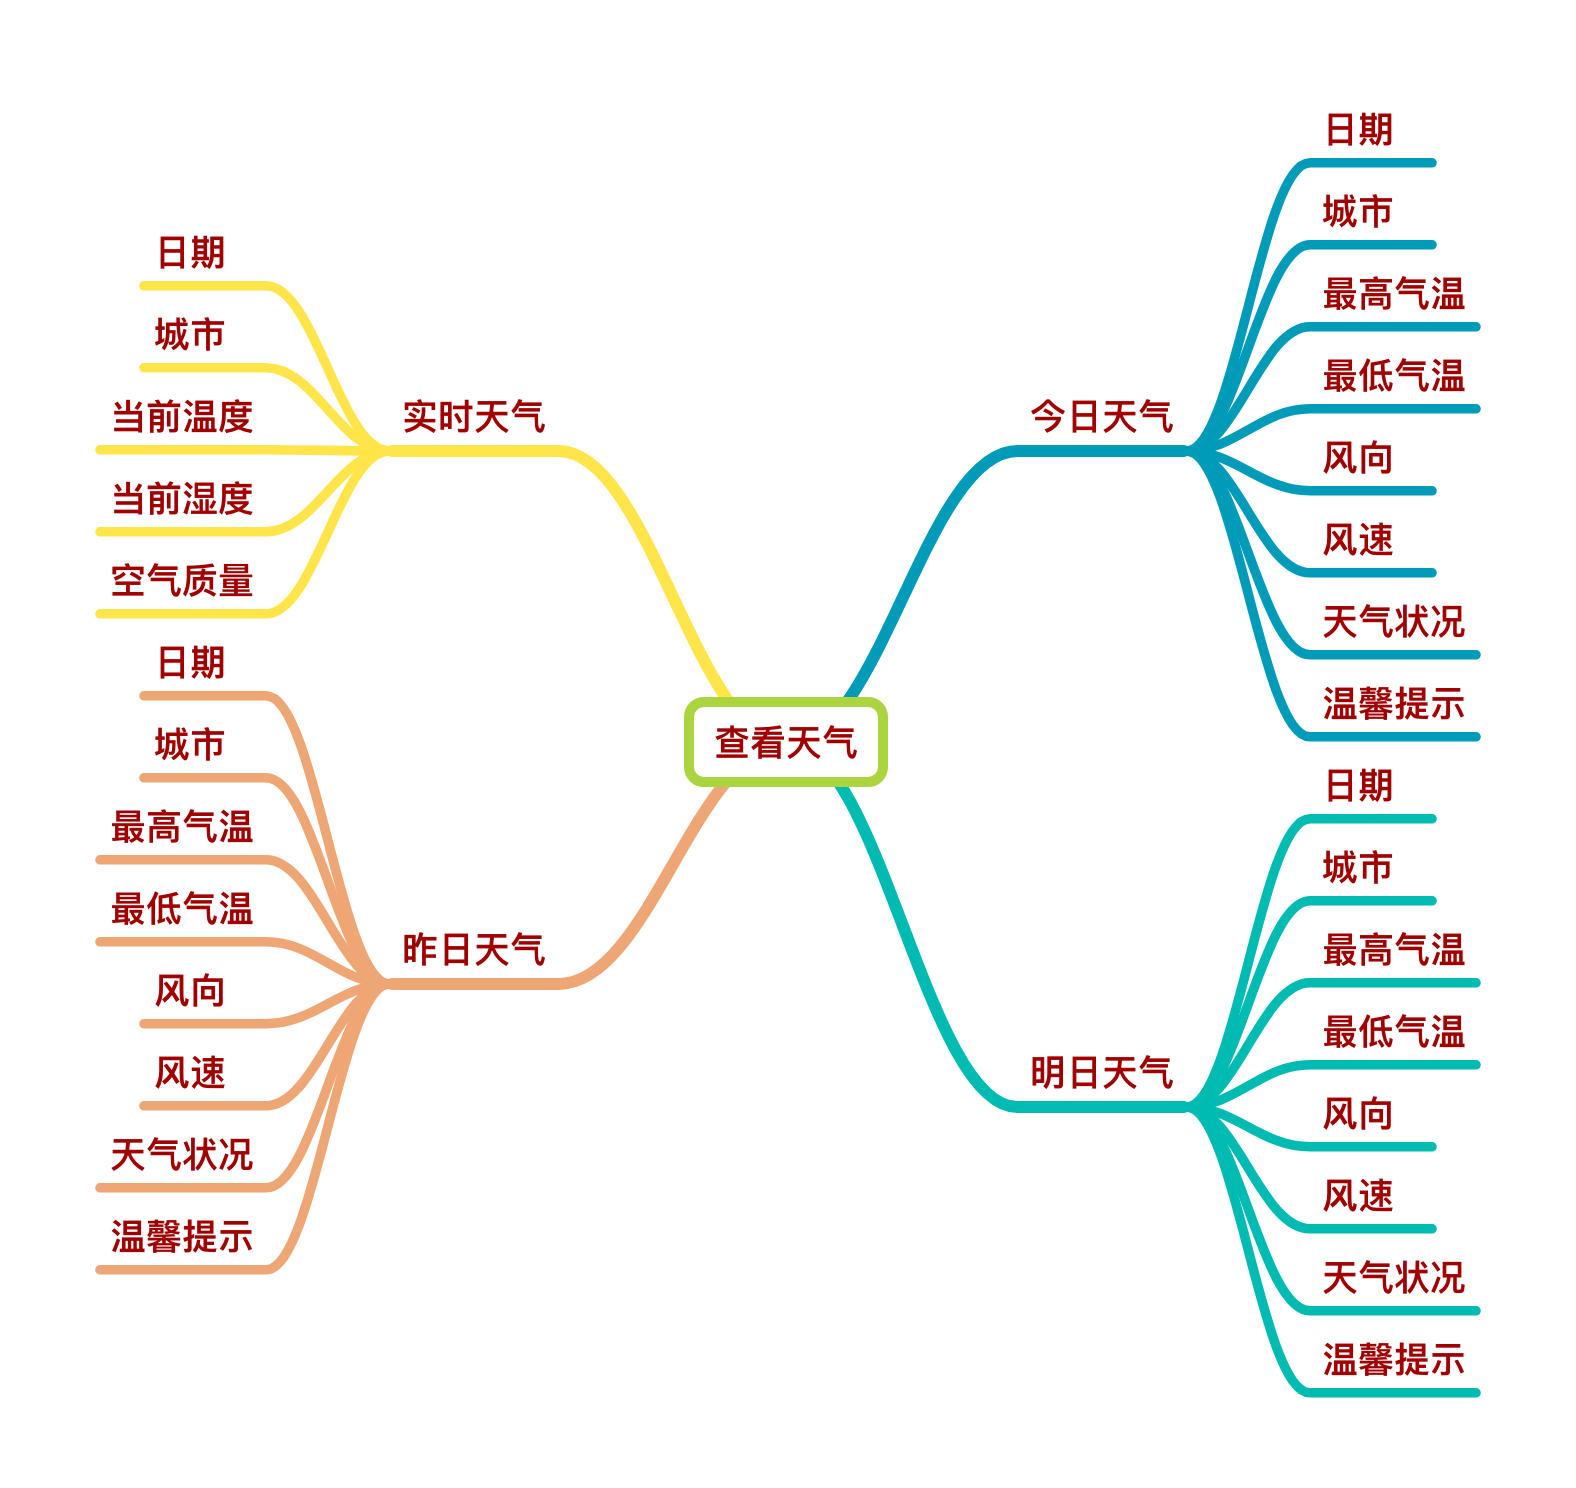 查看天气
实时天气
日期
城市
当前温度
当前湿度
空气质量
昨日天气
日期
城市
最高气温
最低气温
风向
风速
天气状况
温馨提示
今日天气
日期
城市
最高气温
最低气温
风向
风速
天气状况
温馨提示
明日天气
日期
城市
最高气温
最低气温
风向
风速
天气状况
温馨提示